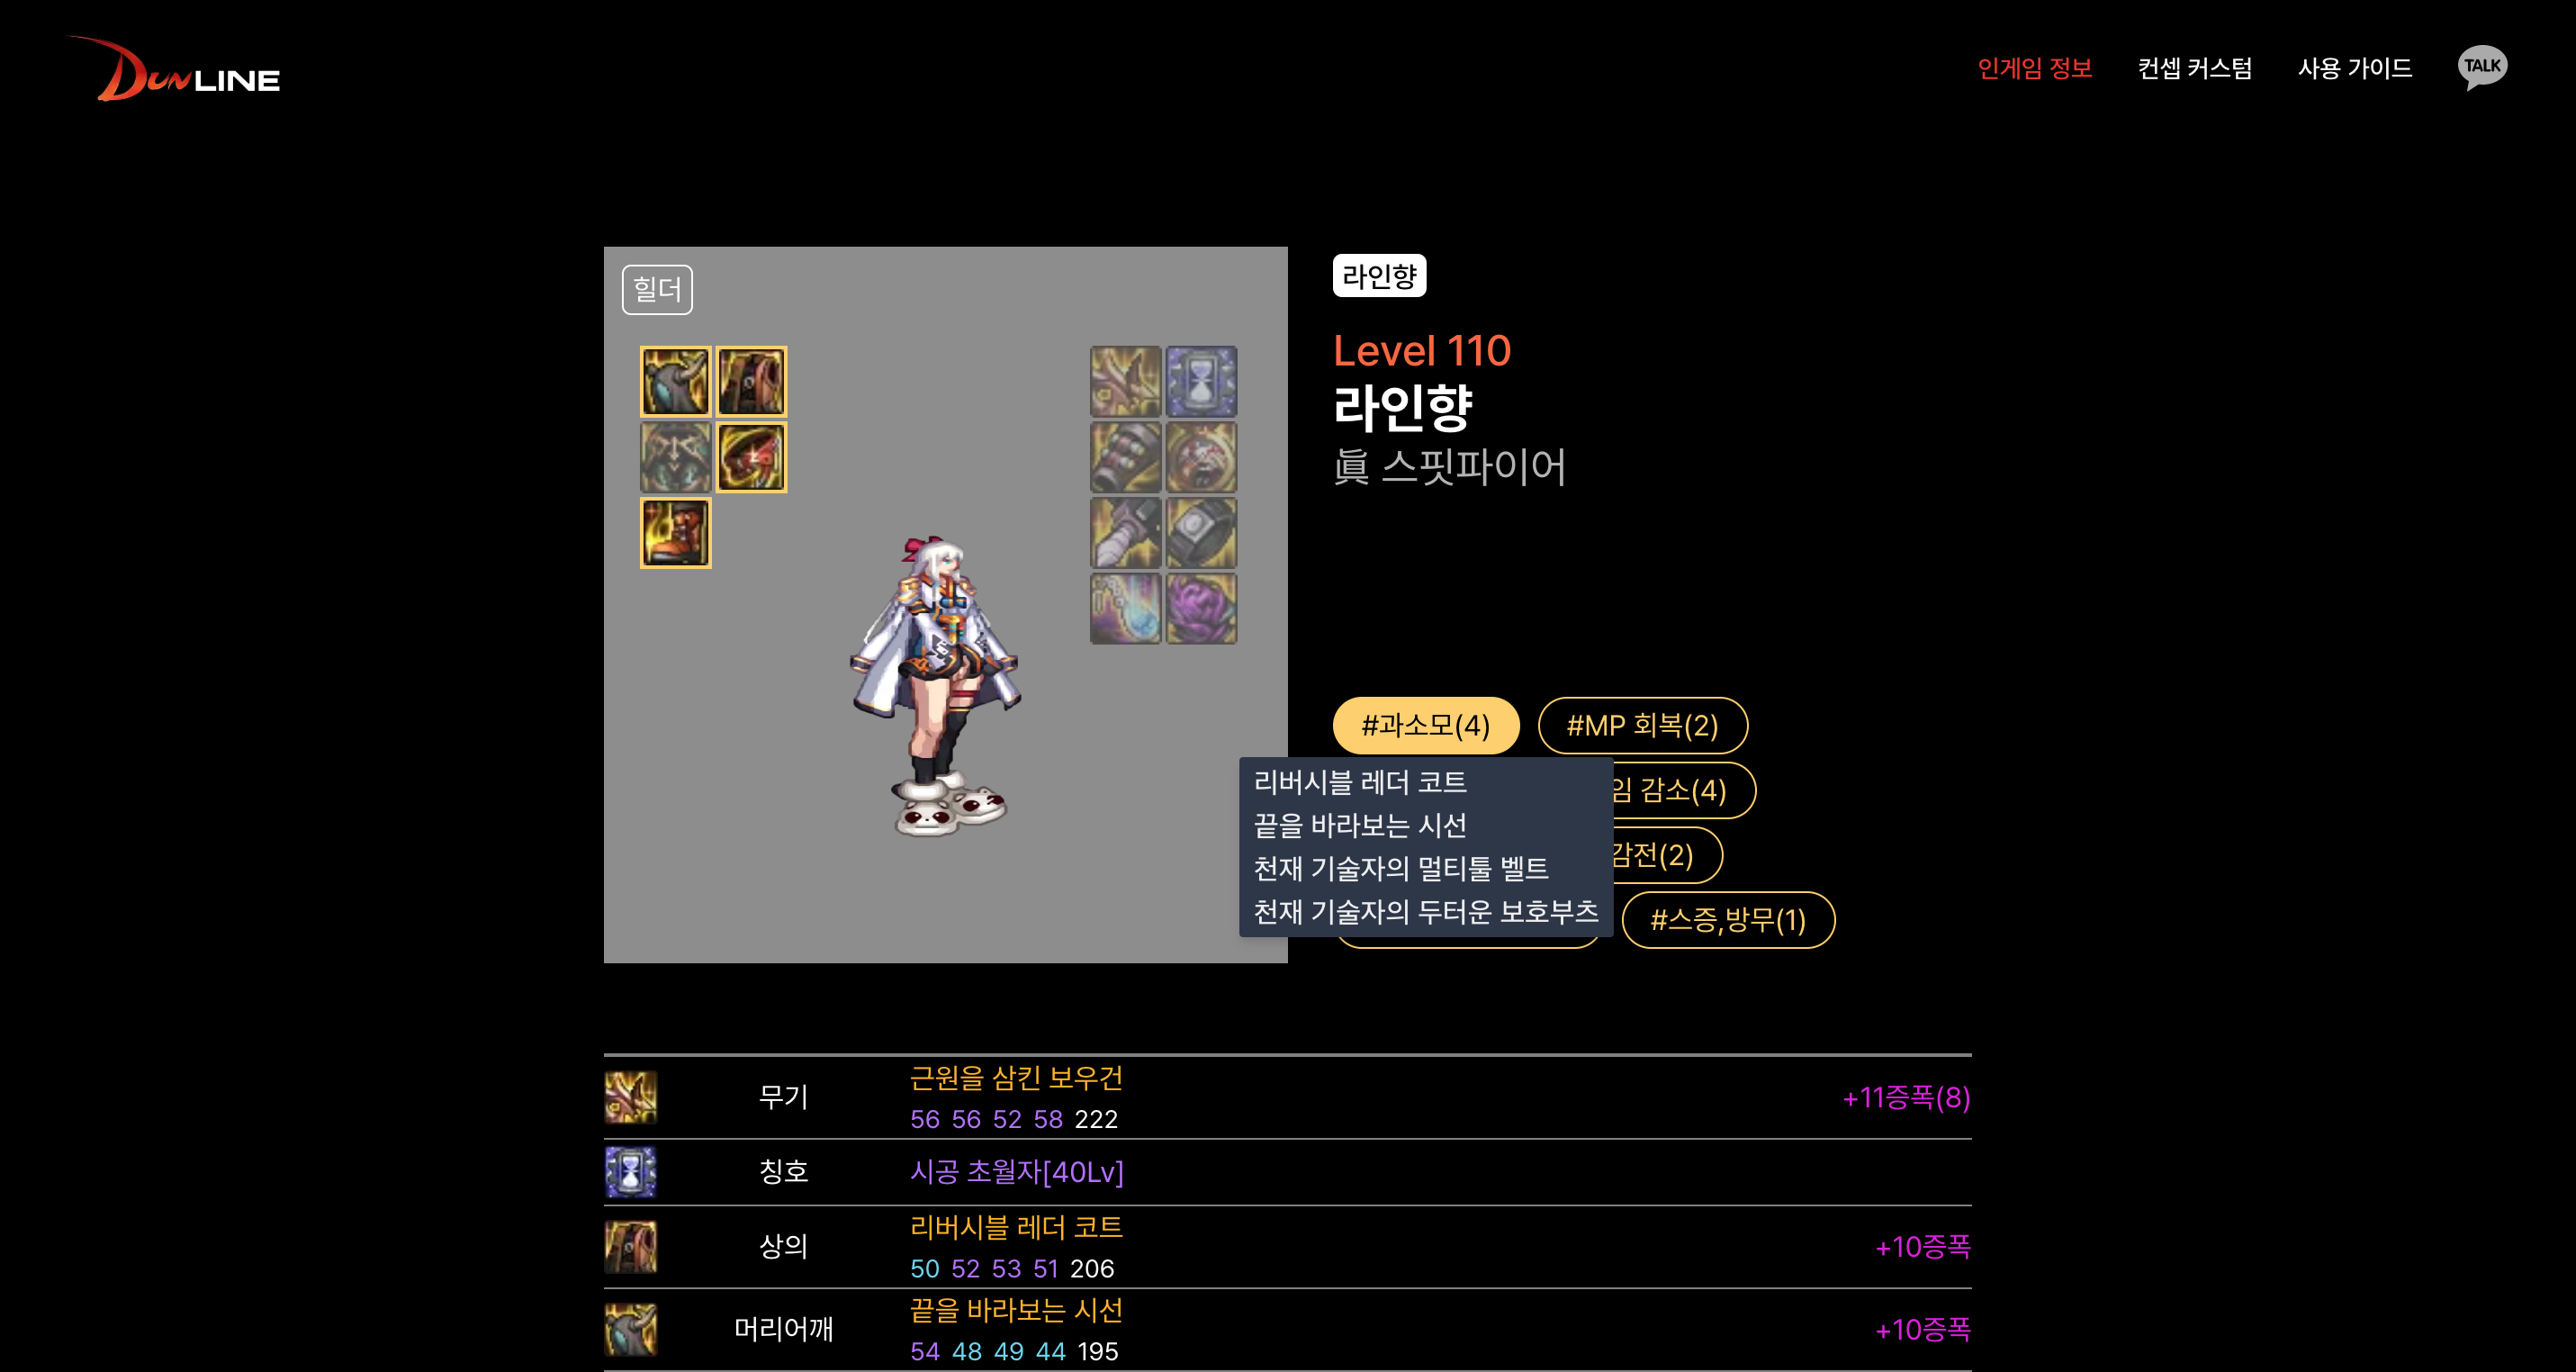 DunLINE
인게임 정보
컨셉 커스텀
사용 가이드
TALK
힐더
라인향
Level 110
라인향
眞 스핏파이어
#과소모(4)
#MP 회복(2)
리버시블 레더 코트
임 감소(4)
끝을 바라보는 시선
감전(2)
천재 기술자의 멀티툴 벨트
천재 기술자의 두터운 보호부츠
#스증,방무(1)
무기
근원을 삼킨 보우건
56 56 52 58 222
+11증폭(8)
칭호
시공 초월자[40Lv]
상의
리버시블 레더 코트
50 52 53 51 206
+10증폭
머리어깨
끝을 바라보는 시선
54 48 49 44 195
+10증폭